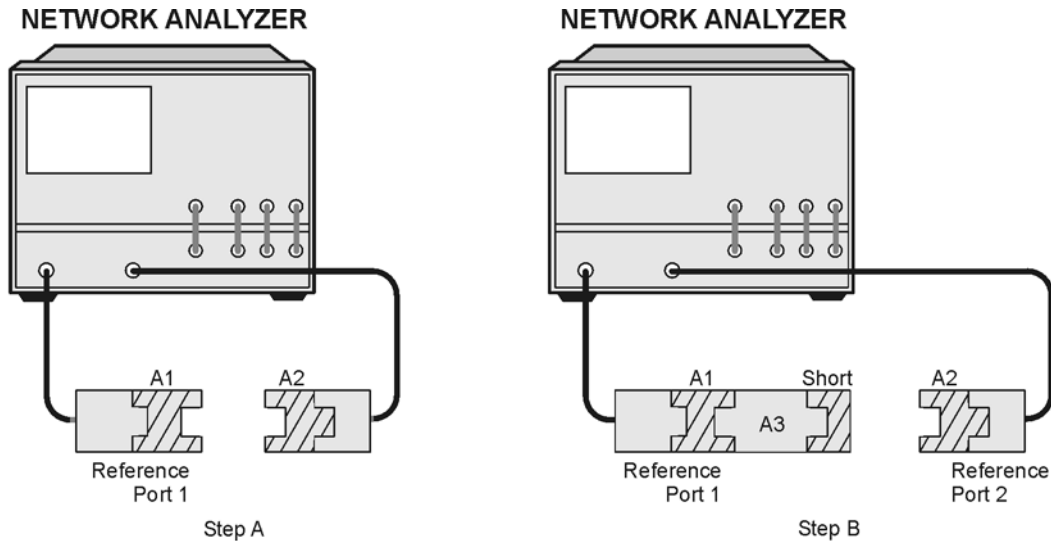 NETWORK ANALYZER
A1
A2
Reference
Port 1
Step A
NETWORK ANALYZER
A1
Short
A2
A3
Reference
Port 1
Reference
Port 2
Step B